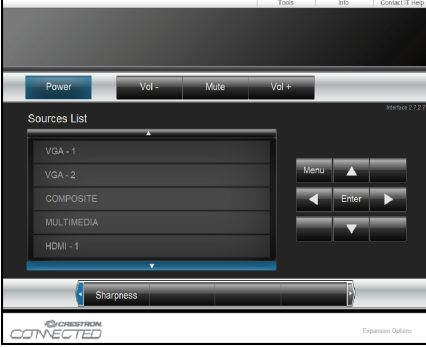 Tools Info Contact IT Help
Power Vol - Mute Vol +
Interface 2.7.2.7
Sources List
VGA - 1
VGA - 2
COMPOSITE
MULTIMEDIA
HDMI - 1
Menu
Enter
Sharpness
CRESTRON
CONNECTED
Expansion Options